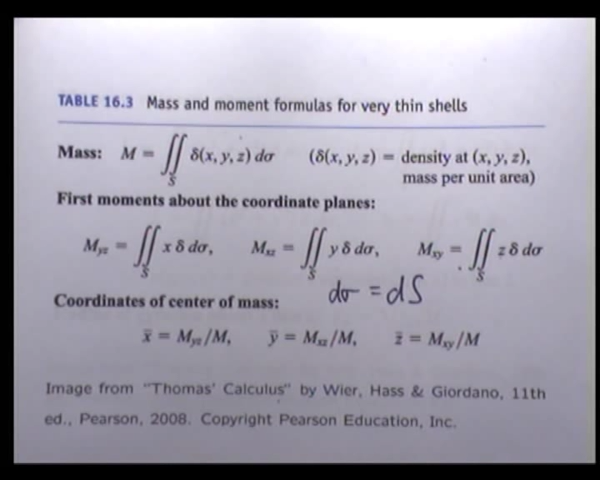 TABLE 16.3 Mass and moment formulas for very thin shells
Mass: M = ∬_S δ(x, y, z) dσ (δ(x, y, z) = density at (x, y, z),
mass per unit area)
First moments about the coordinate planes:
M_yz = ∬_S x δ dσ, M_xz = ∬_S y δ dσ, M_xy = ∬_S z δ dσ
dσ = dS
Coordinates of center of mass:
x̄ = M_yz/M, ȳ = M_xz/M, z̄ = M_xy/M
Image from "Thomas' Calculus" by Wier, Hass & Giordano, 11th
ed., Pearson, 2008. Copyright Pearson Education, Inc.